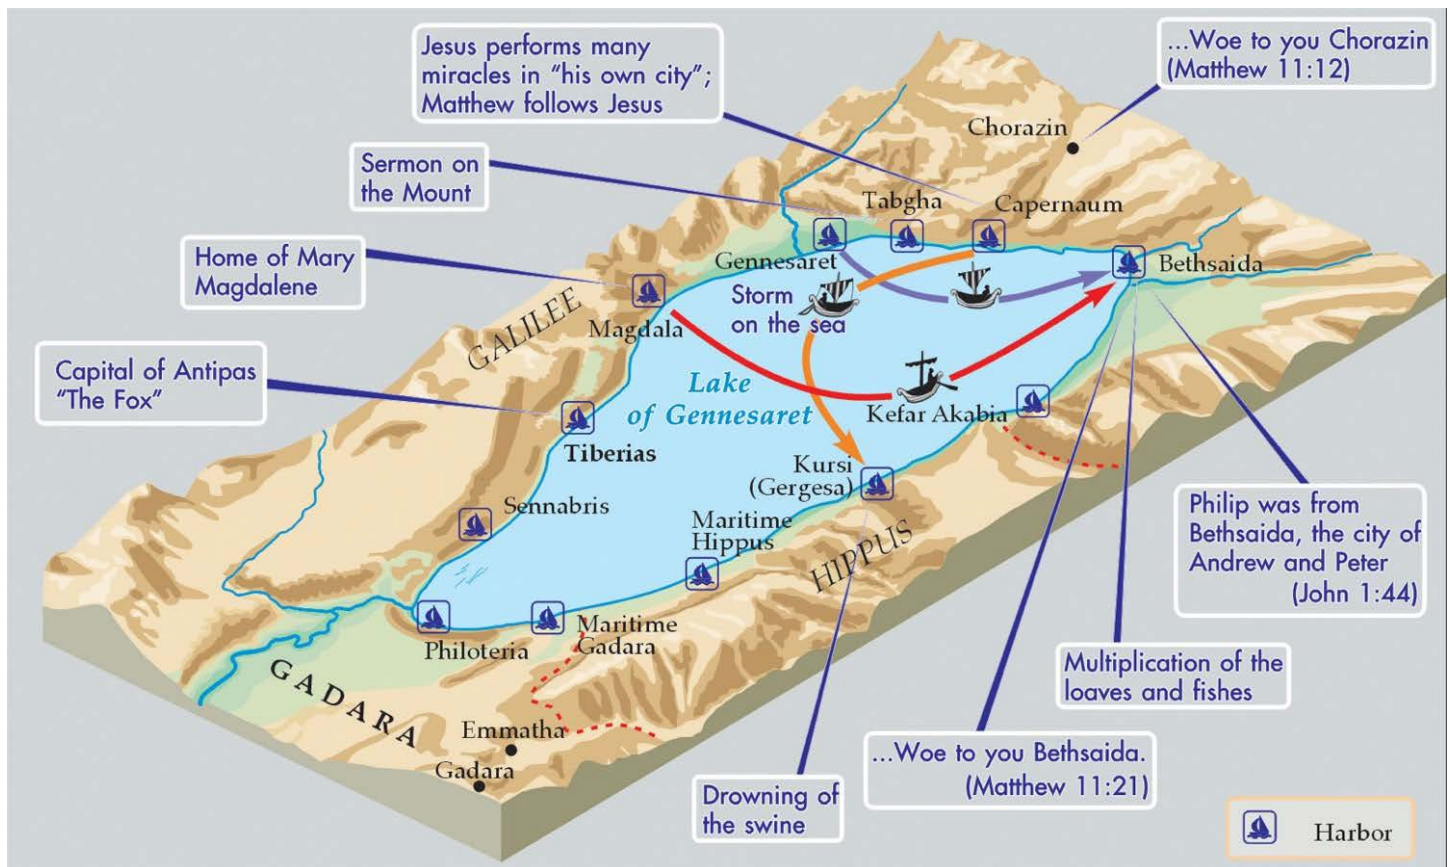 Jesus performs many
miracles in “his own city”;
Matthew follows Jesus
...Woe to you Chorazin
(Matthew 11:12)
Chorazin
Sermon on
the Mount
Tabgha
Capernaum
Home of Mary
Magdalene
Gennesaret
Bethsaida
Storm
on the sea
GALILEE
Magdala
Capital of Antipas
“The Fox”
Lake
of Gennesaret
Kefar Akabia
Tiberias
Kursi
(Gergesa)
Sennabris
Maritime
Hippus
HIPPUS
Philip was from
Bethsaida, the city of
Andrew and Peter
(John 1:44)
Philoteria
Maritime
Gadara
GADARA
Multiplication of the
loaves and fishes
Emmatha
Gadara
...Woe to you Bethsaida.
(Matthew 11:21)
Drowning of
the swine
Harbor